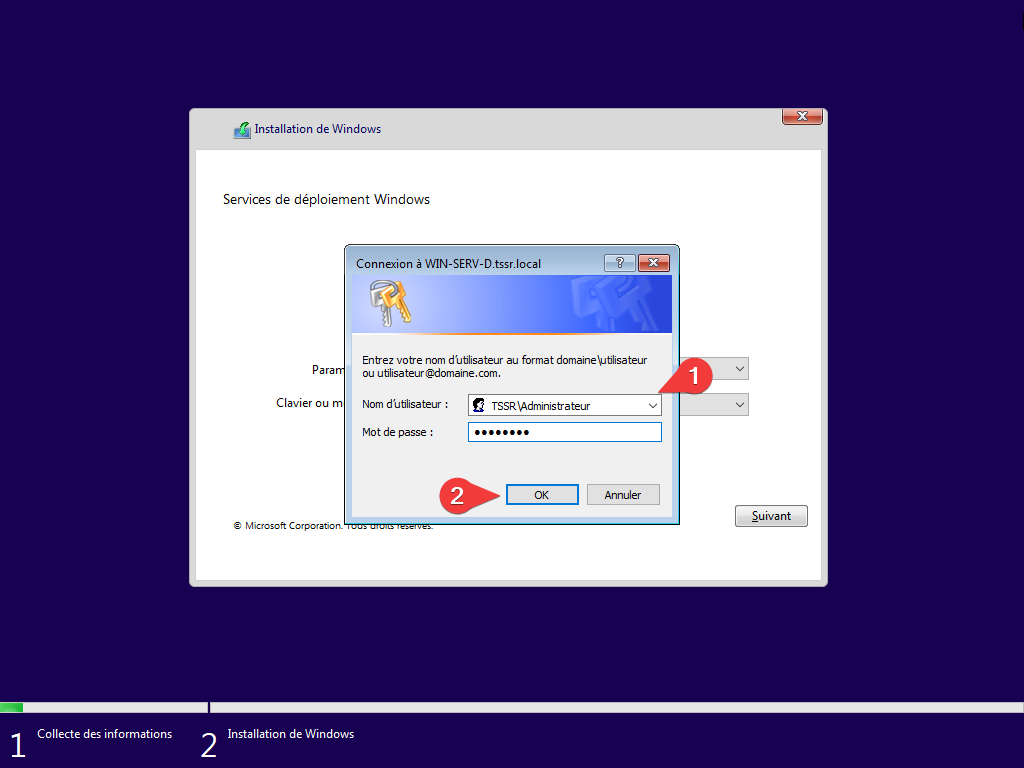 Installation de Windows
Services de déploiement Windows
Connexion à WIN-SERV-D.tssr.local
?
Entrez votre nom d'utilisateur au format domaine\utilisateur
ou utilisateur@domaine.com.
Param
1
Nom d'utilisateur : TSSR\Administrateur
Clavier ou m
Mot de passe : ●●●●●●●●
2 OK Annuler
Suivant
© Microsoft Corporation. Tous droits réservés.
1 Collecte des informations 2 Installation de Windows